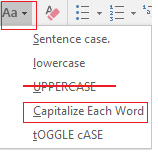 Aa
Sentence case.
lowercase
UPPERCASE
Capitalize Each Word
tOGGLE cASE